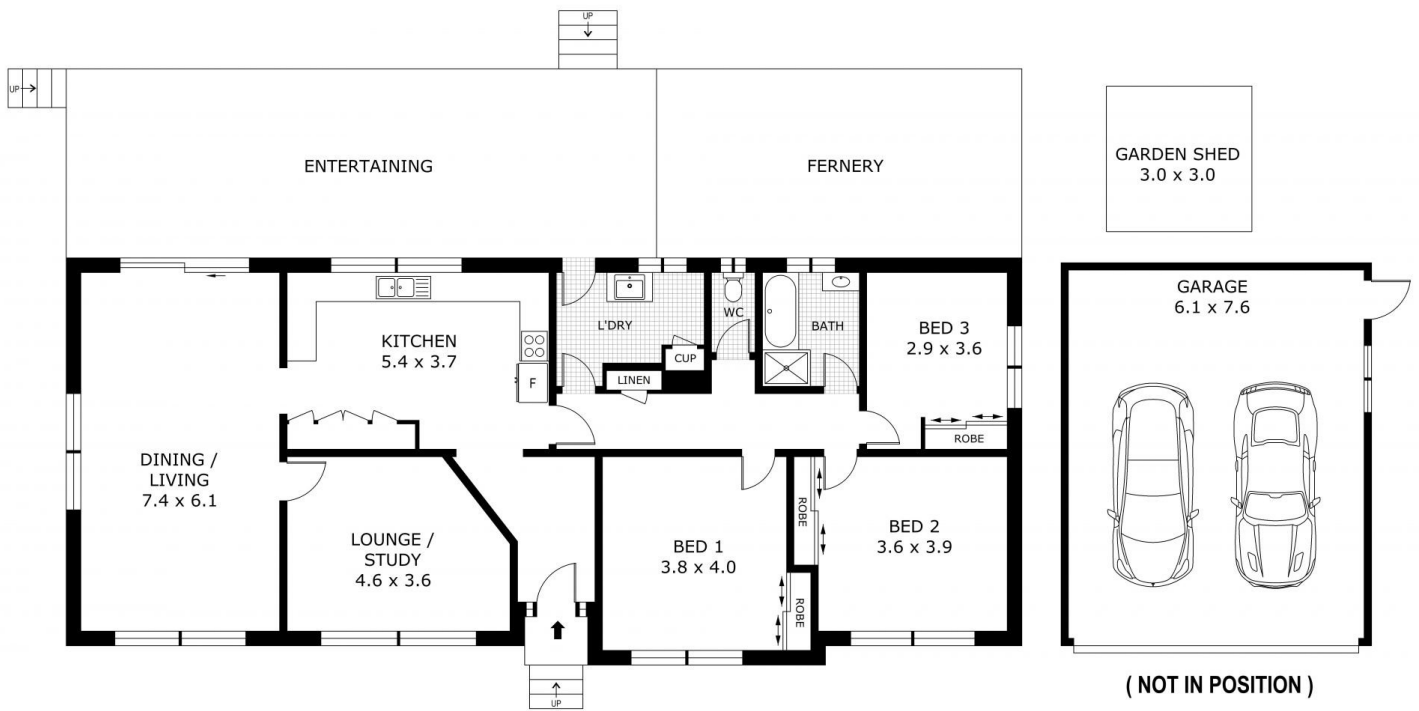 UP
UP
ENTERTAINING
FERNERY
GARDEN SHED
3.0 x 3.0
GARAGE
6.1 x 7.6
KITCHEN
5.4 x 3.7
F
L'DRY
CUP
LINEN
WC
BATH
BED 3
2.9 x 3.6
ROBE
DINING /
LIVING
7.4 x 6.1
LOUNGE /
STUDY
4.6 x 3.6
BED 1
3.8 x 4.0
ROBE
ROBE
BED 2
3.6 x 3.9
UP
( NOT IN POSITION )